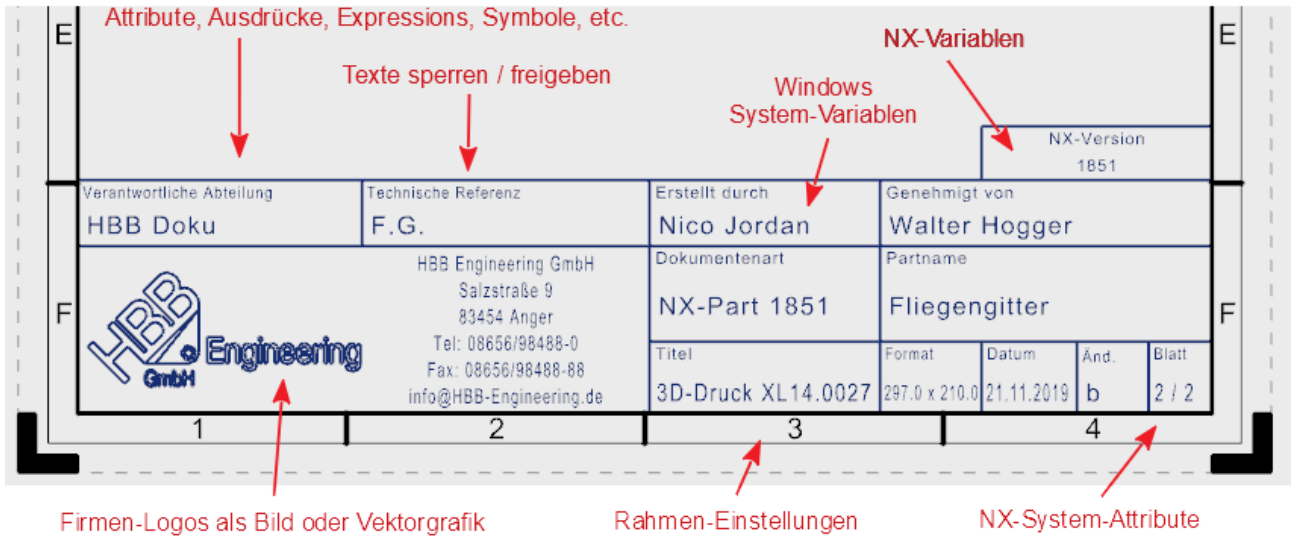 Attribute, Ausdrücke, Expressions, Symbole, etc.
E
NX-Variablen
E
Texte sperren / freigeben
Windows
System-Variablen
NX-Version
1851
Verantwortliche Abteilung
HBB Doku
Technische Referenz
F.G.
Erstellt durch
Nico Jordan
Genehmigt von
Walter Hogger
F
HBB
Engineering
GmbH
HBB Engineering GmbH
Salzstraße 9
83454 Anger
Tel: 08656/98488-0
Fax: 08656/98488-88
info@HBB-Engineering.de
Dokumentenart
NX-Part 1851
Partname
Fliegengitter
F
Titel
3D-Druck XL14.0027
Format
297.0 x 210.0
Datum
21.11.2019
Änd.
b
Blatt
2 / 2
1
2
3
4
Firmen-Logos als Bild oder Vektorgrafik
Rahmen-Einstellungen
NX-System-Attribute